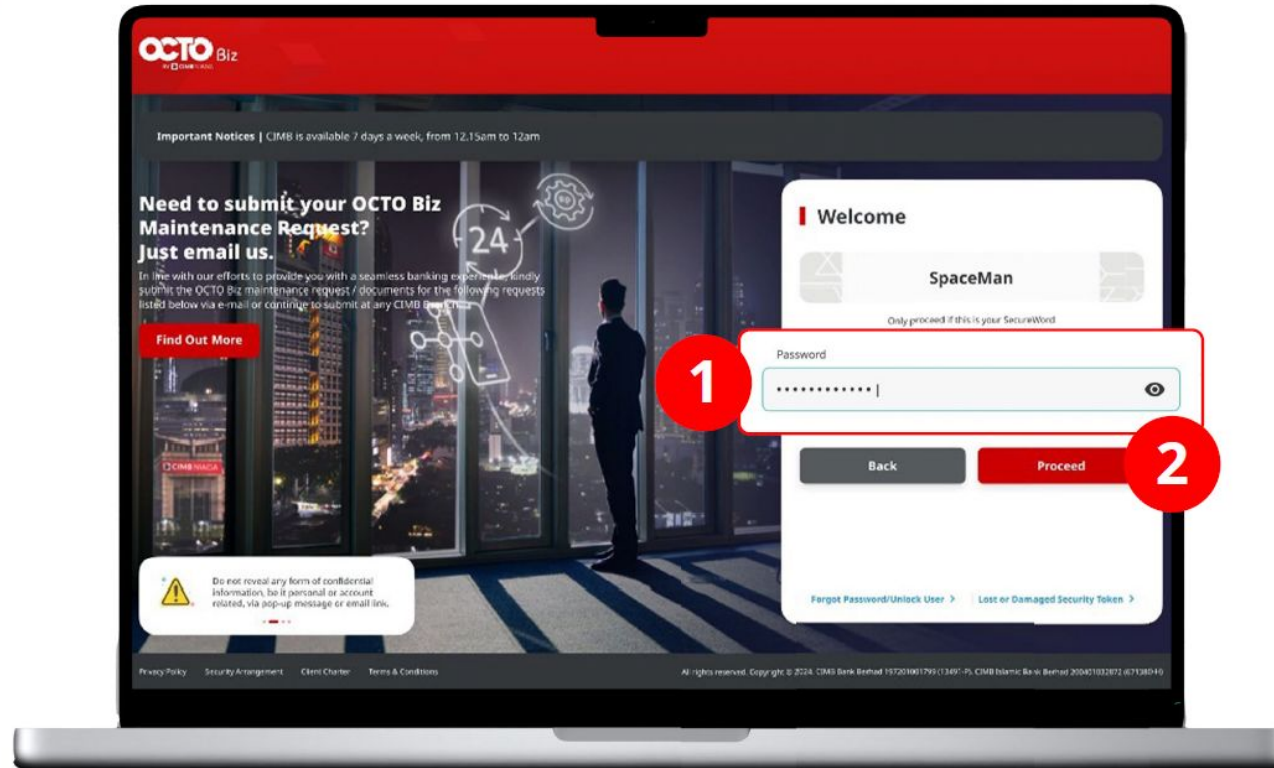 OCTO Biz
BY CIMB NIAGA
Important Notices | CIMB is available 7 days a week, from 12.15am to 12am
Need to submit your OCTO Biz
Maintenance Request?
Just email us.
In line with our efforts to provide you with a seamless banking experience, kindly
submit the OCTO Biz maintenance request / documents for the following requests
listed below via e-mail or continue to submit at any CIMB Branch.
Find Out More
24
CIMB NIAGA
Do not reveal any form of confidential
information, be it personal or account
related, via pop-up message or email link.
Welcome
SpaceMan
Only proceed if this is your SecureWord
1
Password
Back
Proceed
2
Forgot Password/Unlock User >
Lost or Damaged Security Token >
Privacy Policy Security Arrangement Client Charter Terms & Conditions
All rights reserved. Copyright © 2024. CIMB Bank Berhad 197201001799 (13491-P). CIMB Islamic Bank Berhad 200401032872 (671380-H)